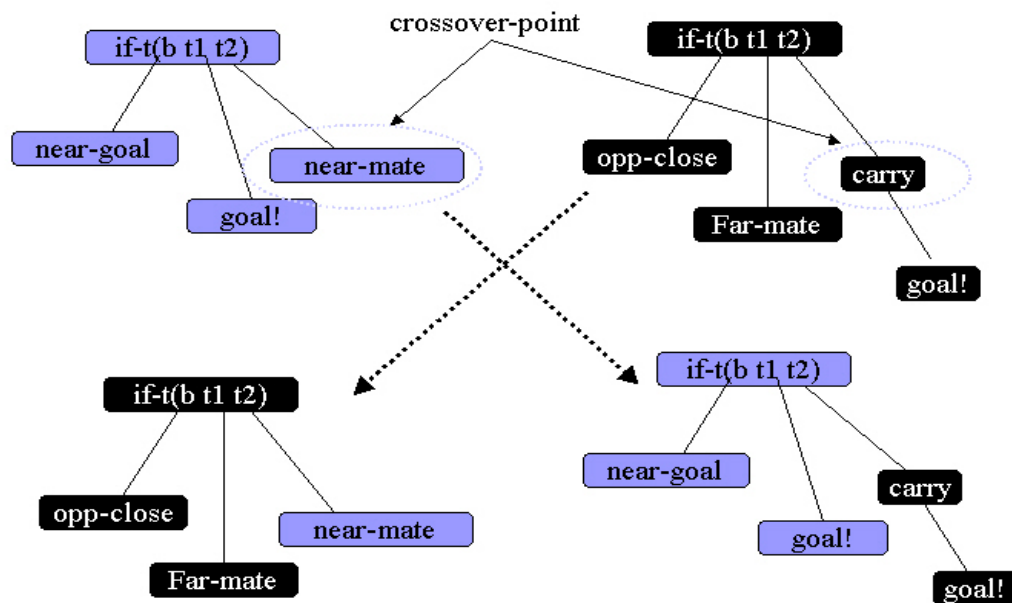 crossover-point
if-t(b t1 t2)
near-goal
near-mate
goal!
if-t(b t1 t2)
opp-close
carry
Far-mate
goal!
if-t(b t1 t2)
opp-close
near-mate
Far-mate
if-t(b t1 t2)
near-goal
carry
goal!
goal!